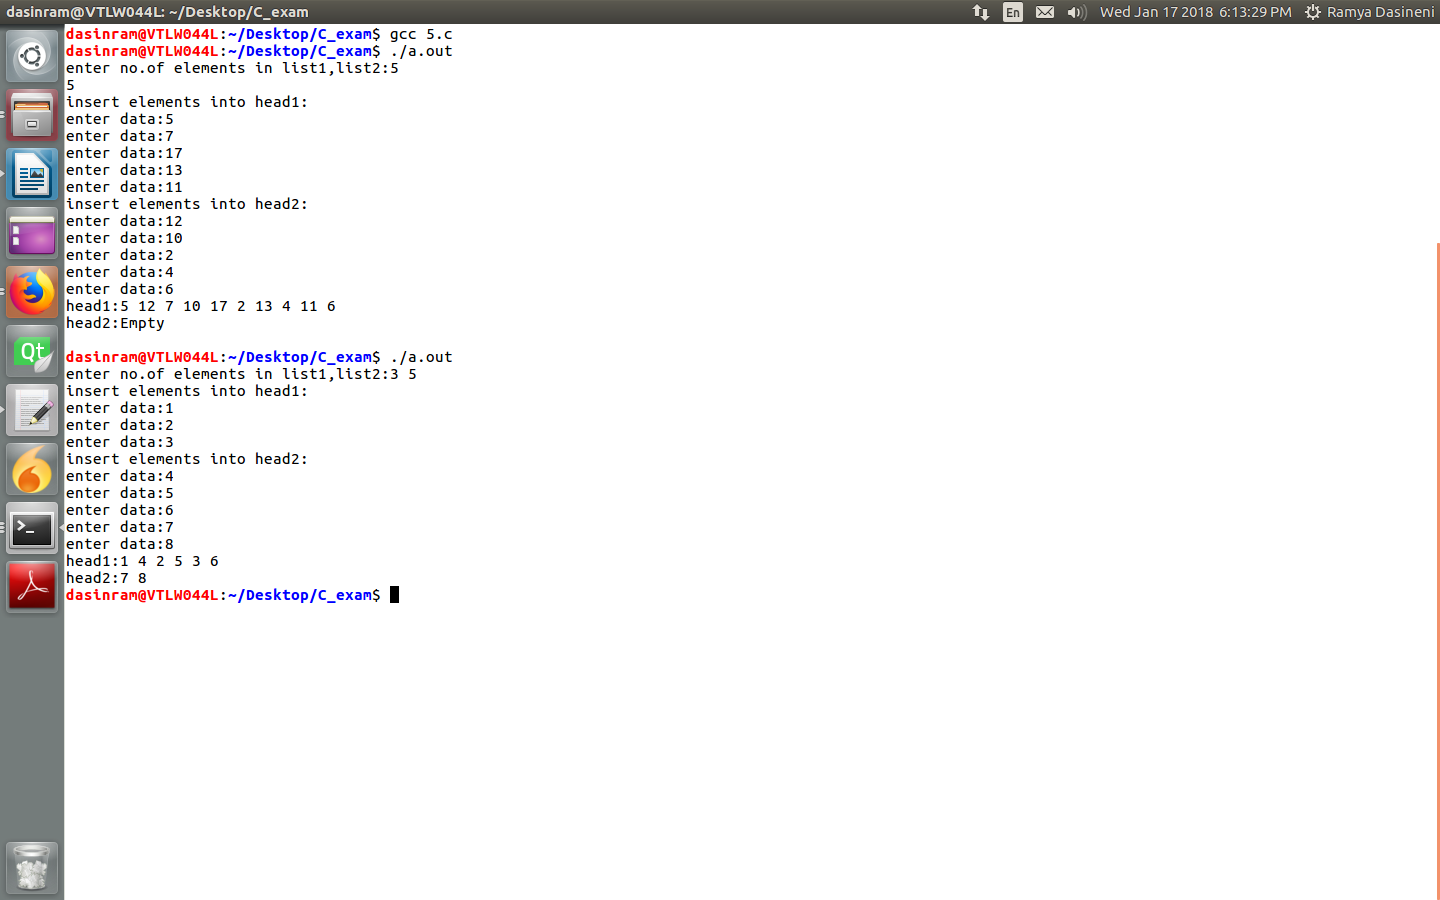 dasinram@VTLW044L: ~/Desktop/C_exam
En
Wed Jan 17 2018 6:13:29 PM
Ramya Dasineni
dasinram@VTLW044L:~/Desktop/C_exam$ gcc 5.c
dasinram@VTLW044L:~/Desktop/C_exam$ ./a.out
enter no.of elements in list1,list2:5
5
insert elements into head1:
enter data:5
enter data:7
enter data:17
enter data:13
enter data:11
insert elements into head2:
enter data:12
enter data:10
enter data:2
enter data:4
enter data:6
head1:5 12 7 10 17 2 13 4 11 6
head2:Empty
dasinram@VTLW044L:~/Desktop/C_exam$ ./a.out
enter no.of elements in list1,list2:3 5
insert elements into head1:
enter data:1
enter data:2
enter data:3
insert elements into head2:
enter data:4
enter data:5
enter data:6
enter data:7
enter data:8
head1:1 4 2 5 3 6
head2:7 8
dasinram@VTLW044L:~/Desktop/C_exam$
Qt
>_